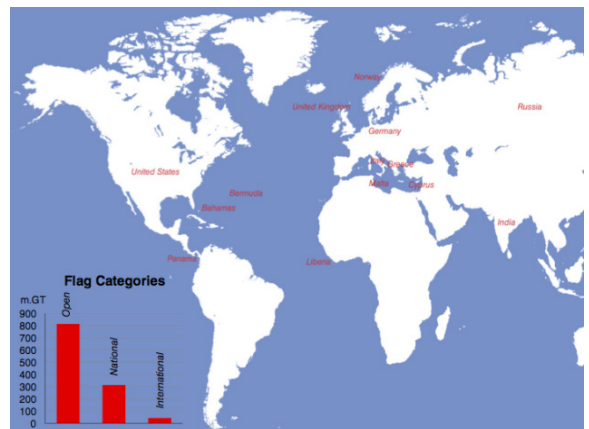 Norway
United Kingdom
Russia
Germany
United States
Italy
Greece
Malta
Cyprus
Bermuda
Bahamas
India
Panama
Liberia
Flag Categories
m.GT
Open
National
International
900
800
700
600
500
400
300
200
100
0